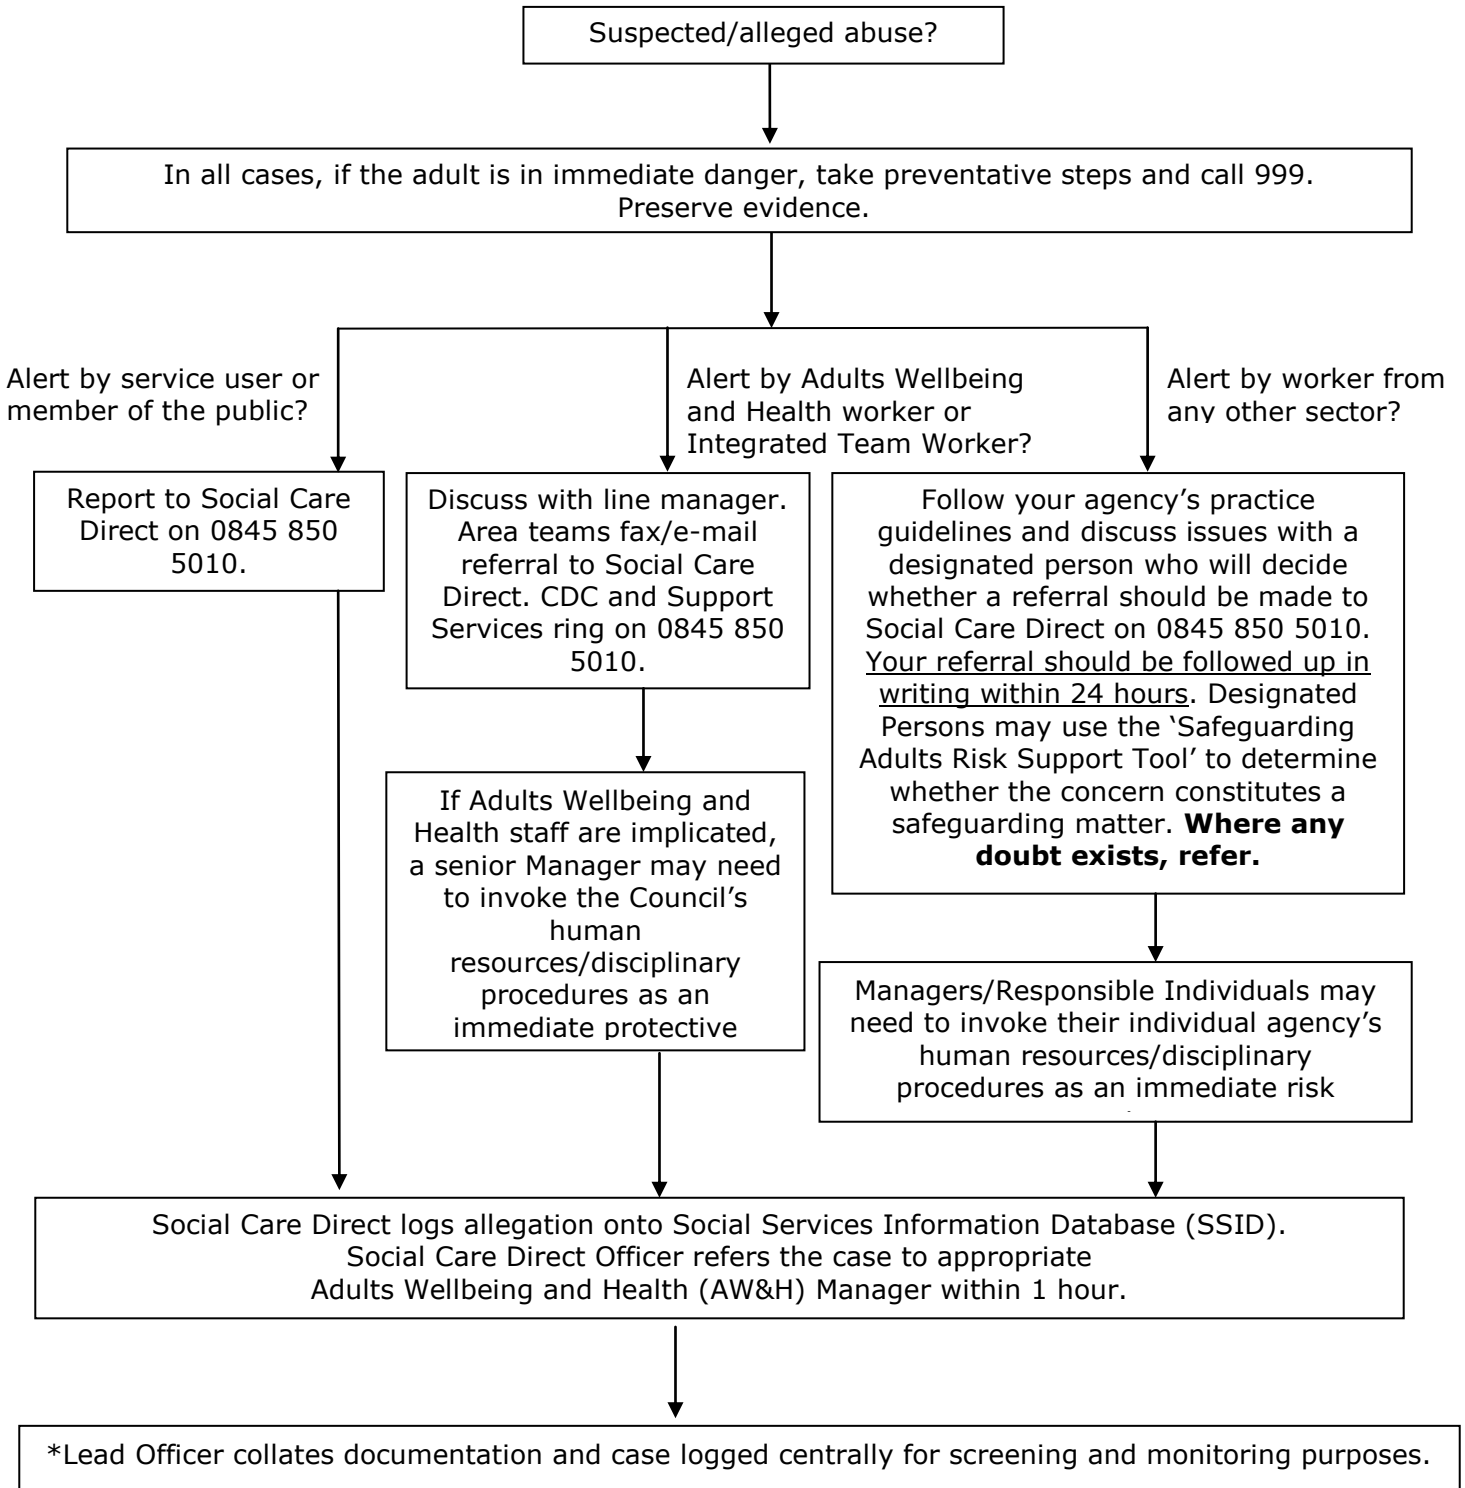 Suspected/alleged abuse?
In all cases, if the adult is in immediate danger, take preventative steps and call 999.
Preserve evidence.
Alert by service user or
member of the public?
Alert by Adults Wellbeing
and Health worker or
Integrated Team Worker?
Alert by worker from
any other sector?
Report to Social Care
Direct on 0845 850
5010.
Discuss with line manager.
Area teams fax/e-mail
referral to Social Care
Direct. CDC and Support
Services ring on 0845 850
5010.
Follow your agency's practice
guidelines and discuss issues with a
designated person who will decide
whether a referral should be made to
Social Care Direct on 0845 850 5010.
Your referral should be followed up in
writing within 24 hours. Designated
Persons may use the ‘Safeguarding
Adults Risk Support Tool’ to determine
whether the concern constitutes a
safeguarding matter. Where any
doubt exists, refer.
If Adults Wellbeing and
Health staff are implicated,
a senior Manager may need
to invoke the Council’s
human
resources/disciplinary
procedures as an
immediate protective
Managers/Responsible Individuals may
need to invoke their individual agency’s
human resources/disciplinary
procedures as an immediate risk
Social Care Direct logs allegation onto Social Services Information Database (SSID).
Social Care Direct Officer refers the case to appropriate
Adults Wellbeing and Health (AW&H) Manager within 1 hour.
*Lead Officer collates documentation and case logged centrally for screening and monitoring purposes.